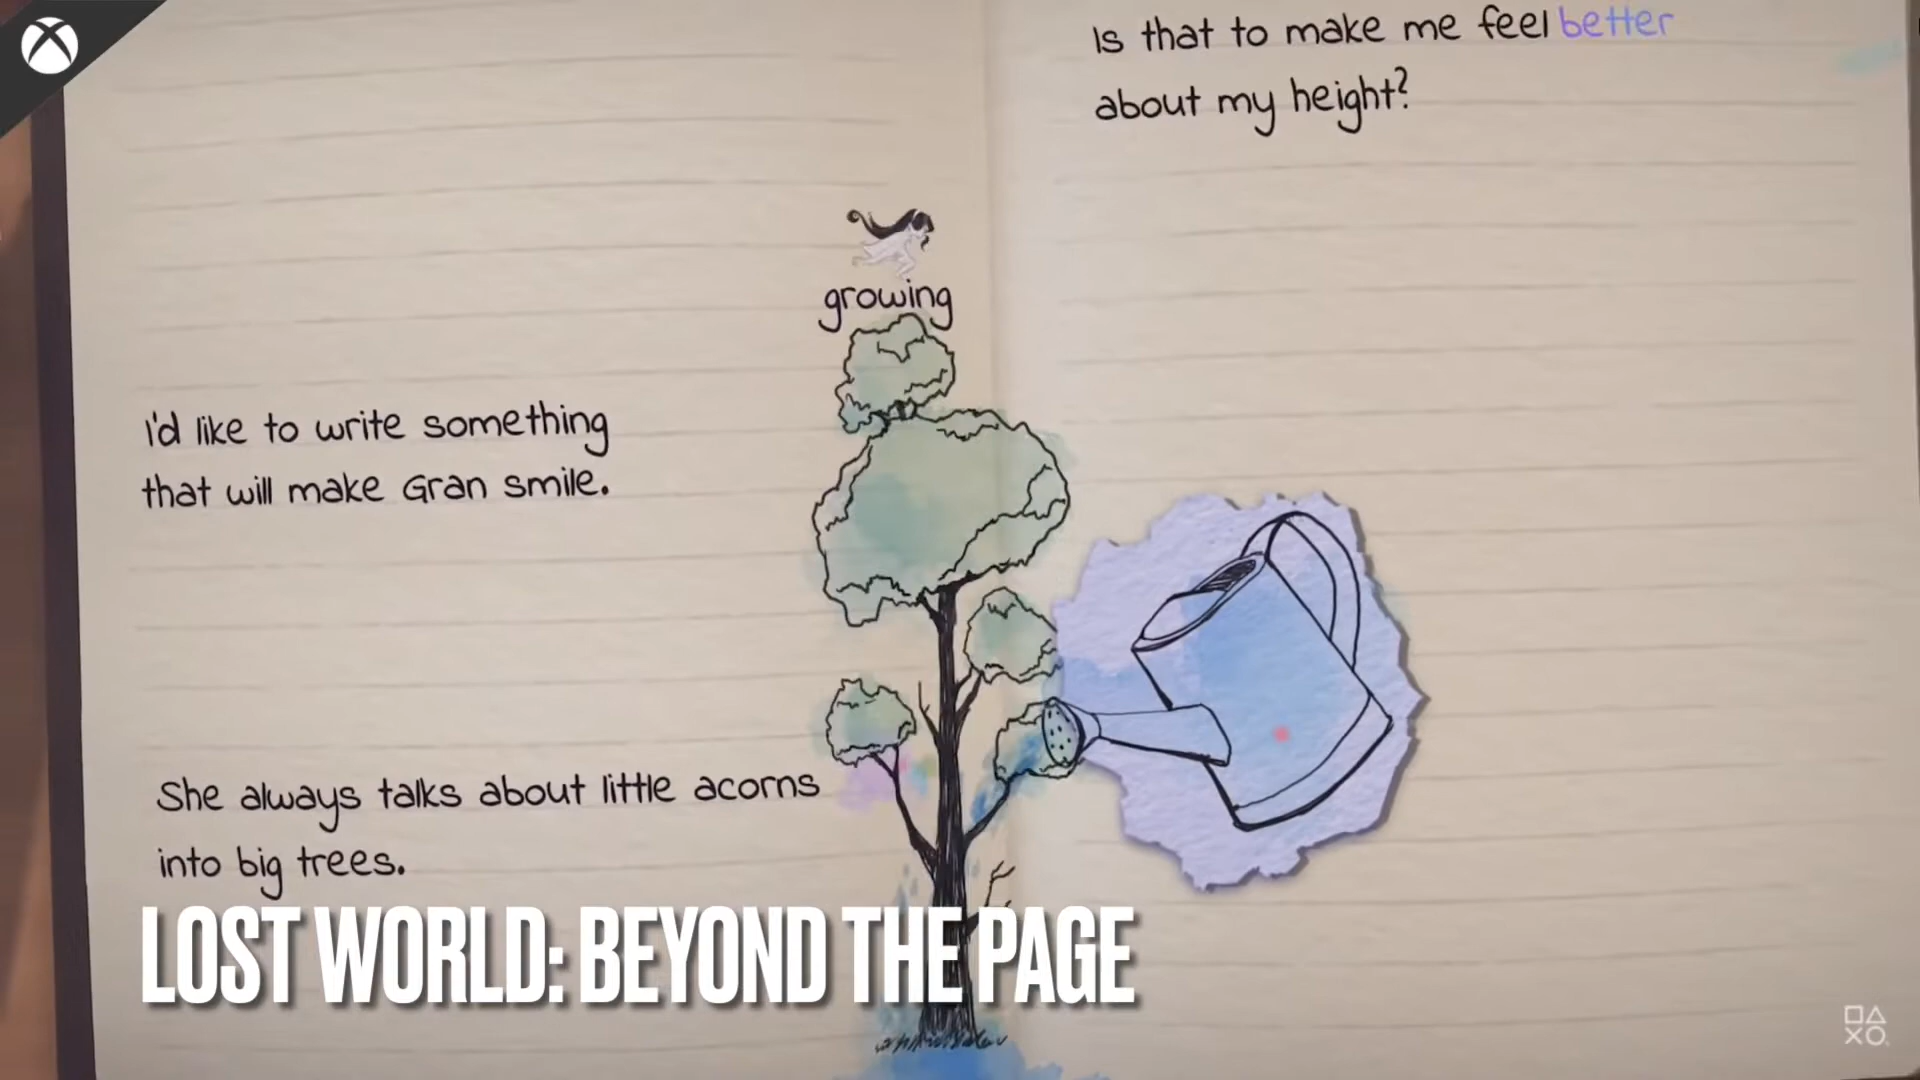 Is that to make me feel better
about my height?
growing
I'd like to write something
that will make Gran smile.
She always talks about little acorns
into big trees.
LOST WORLD: BEYOND THE PAGE